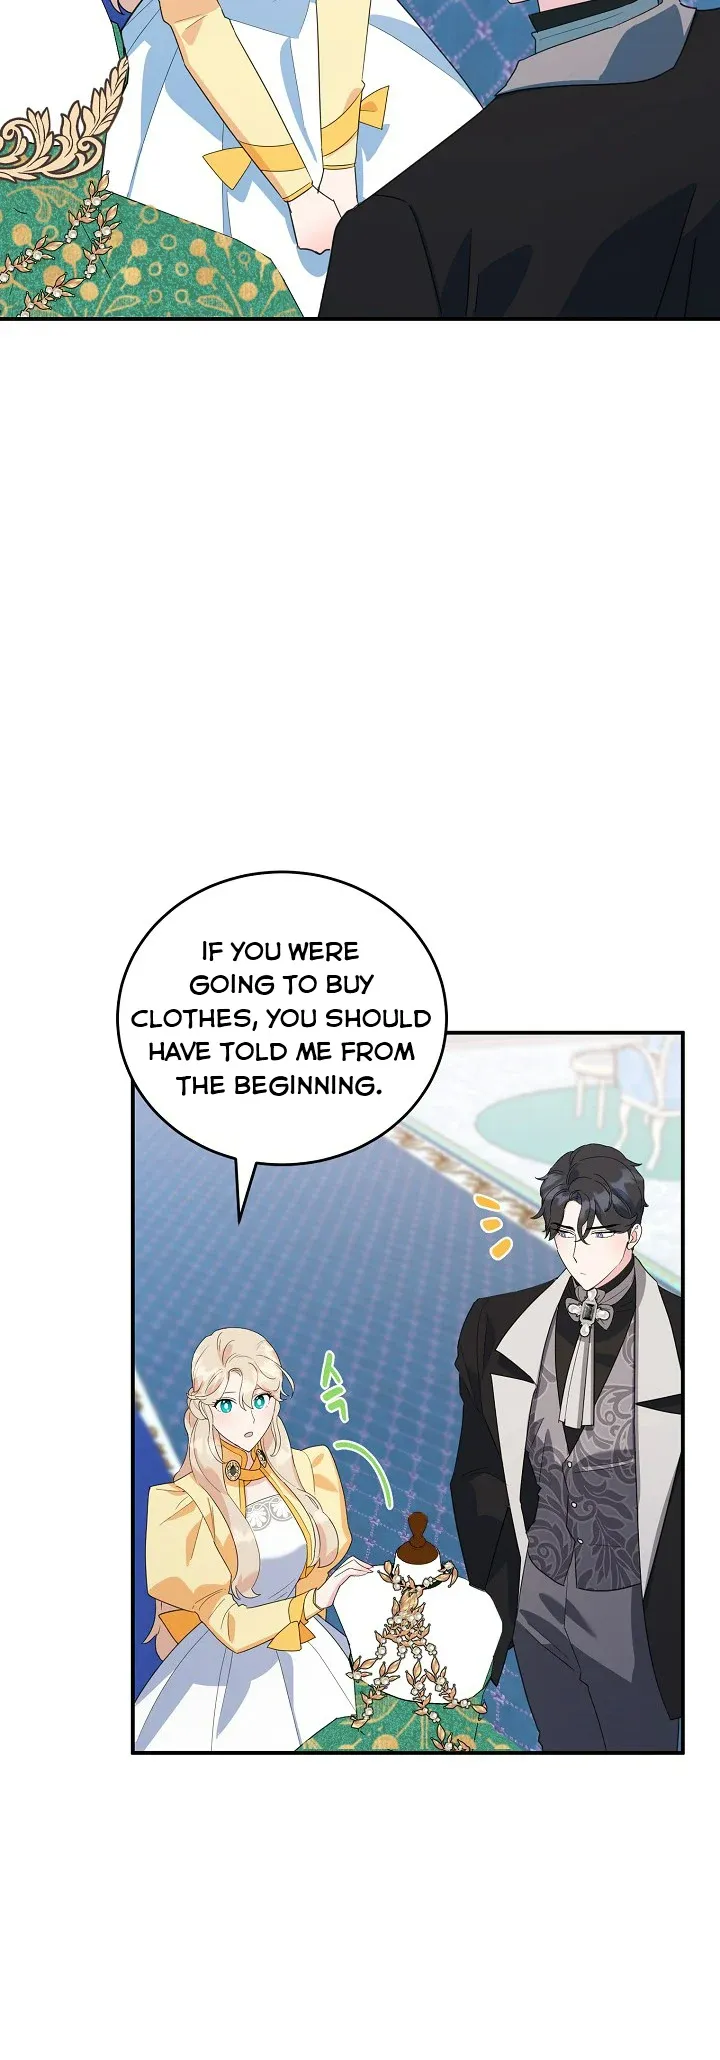 IF YOU WERE
GOING TO BUY
CLOTHES, YOU SHOULD
HAVE TOLD ME FROM
THE BEGINNING.